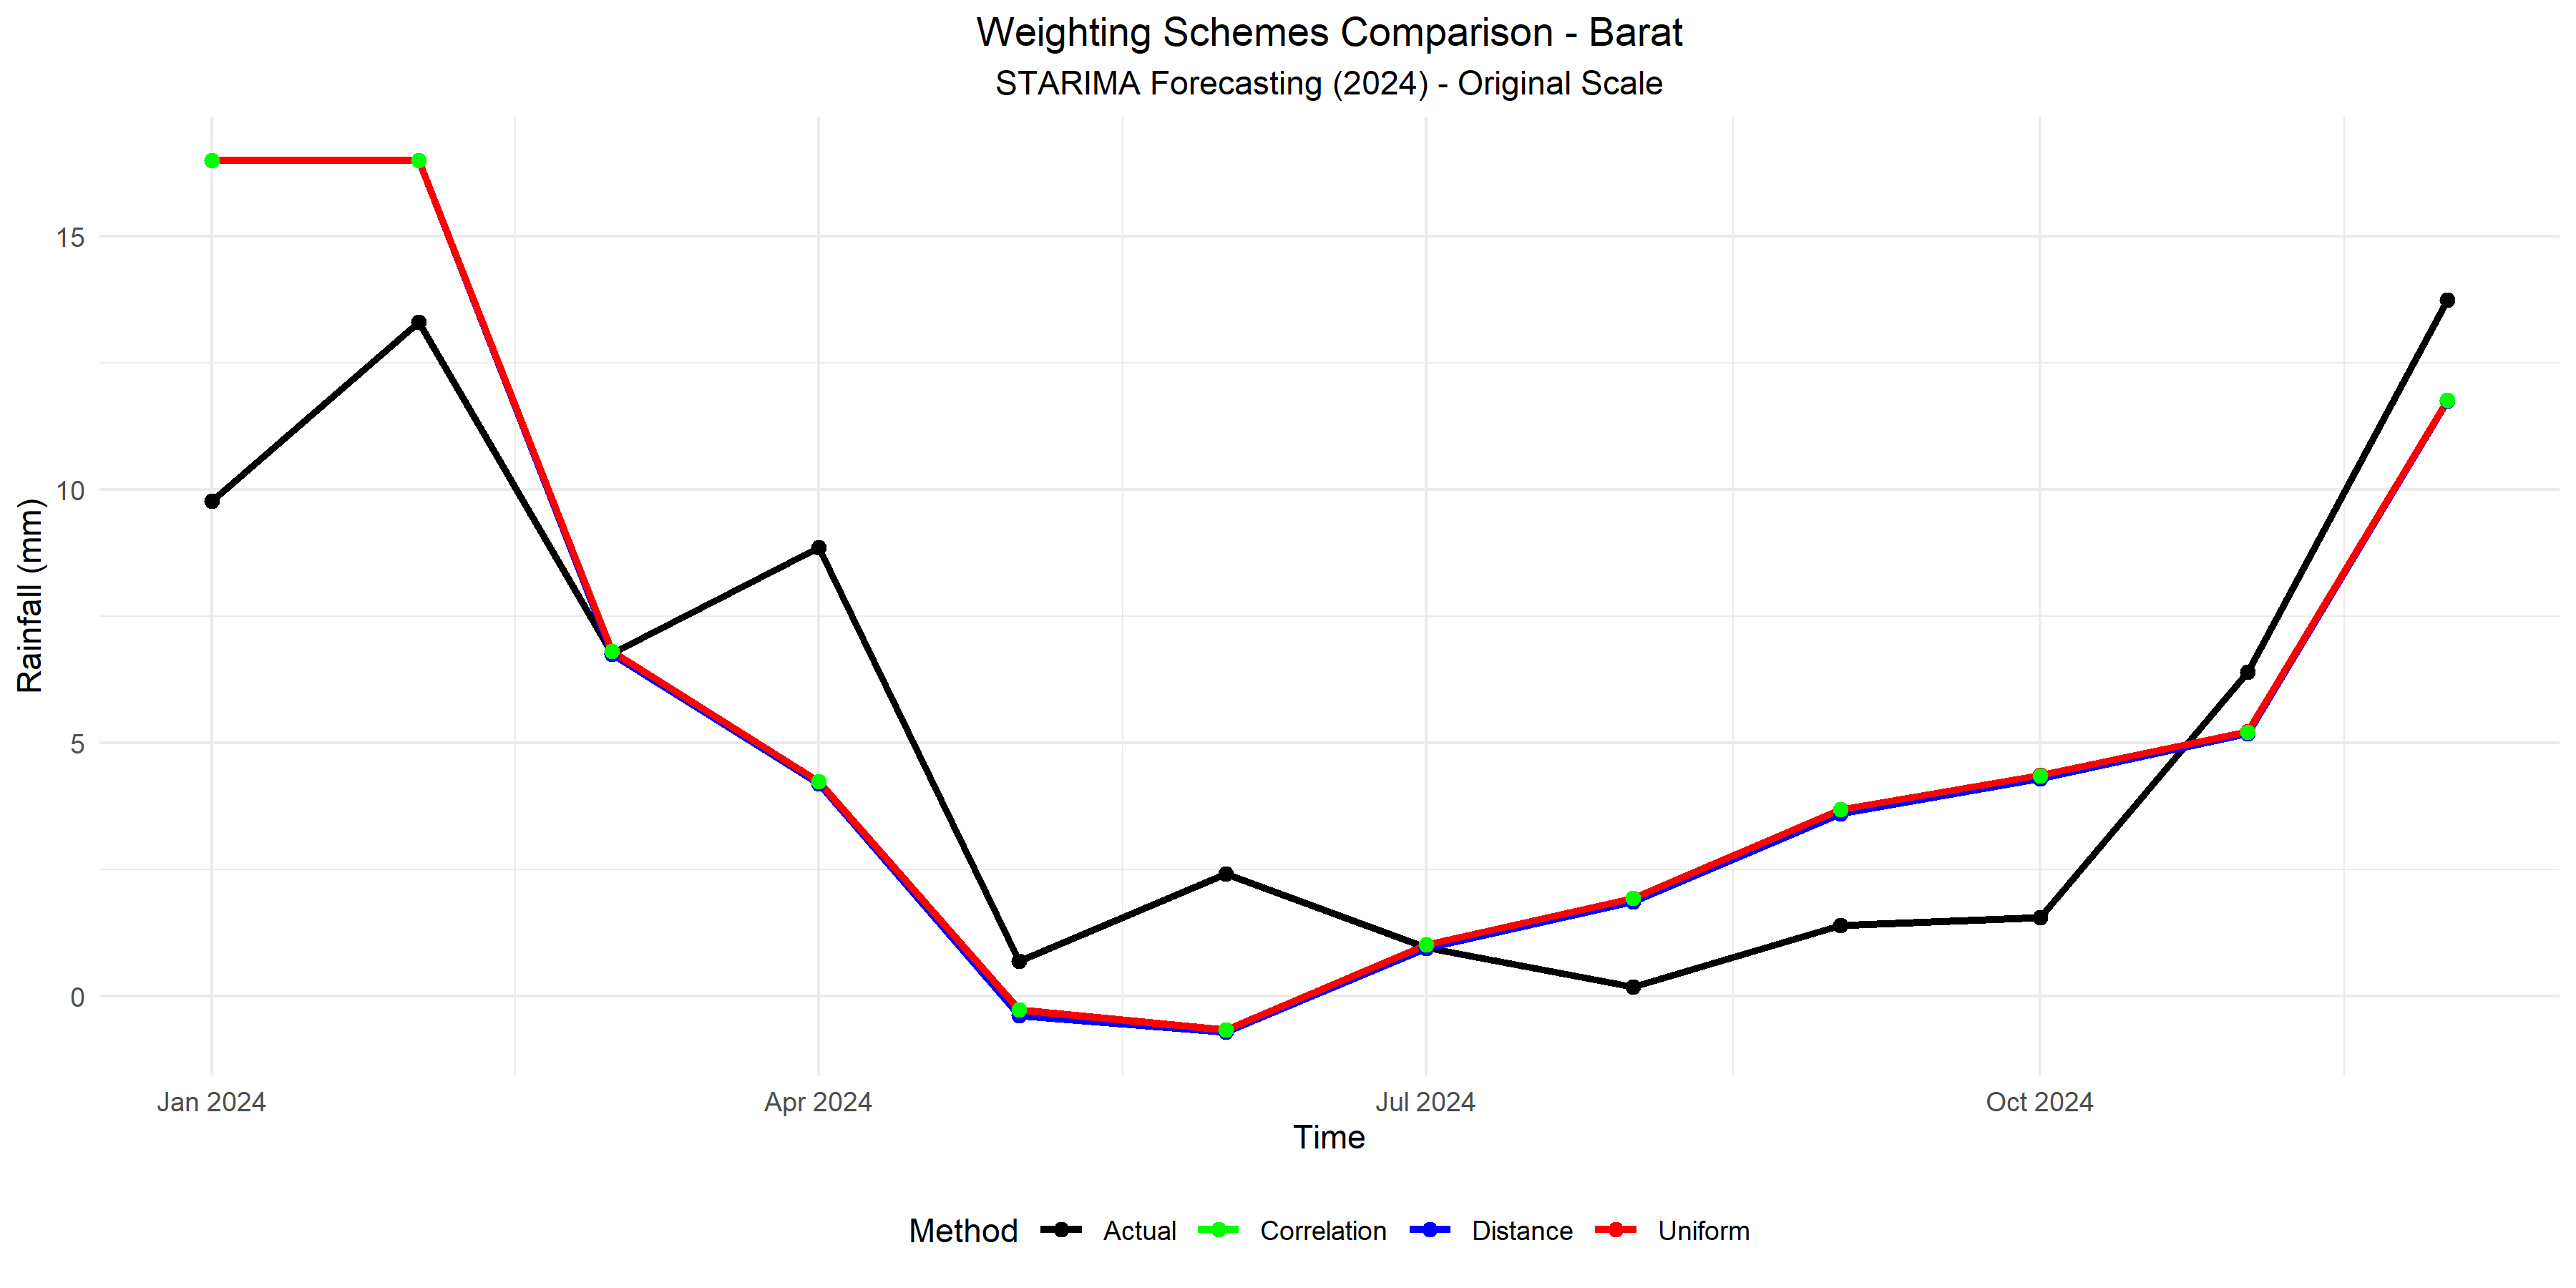 Weighting Schemes Comparison - Barat
STARIMA Forecasting (2024) - Original Scale
Rainfall (mm)
15
10
5
0
Jan 2024
Apr 2024
Jul 2024
Oct 2024
Time
Method Actual Correlation Distance Uniform